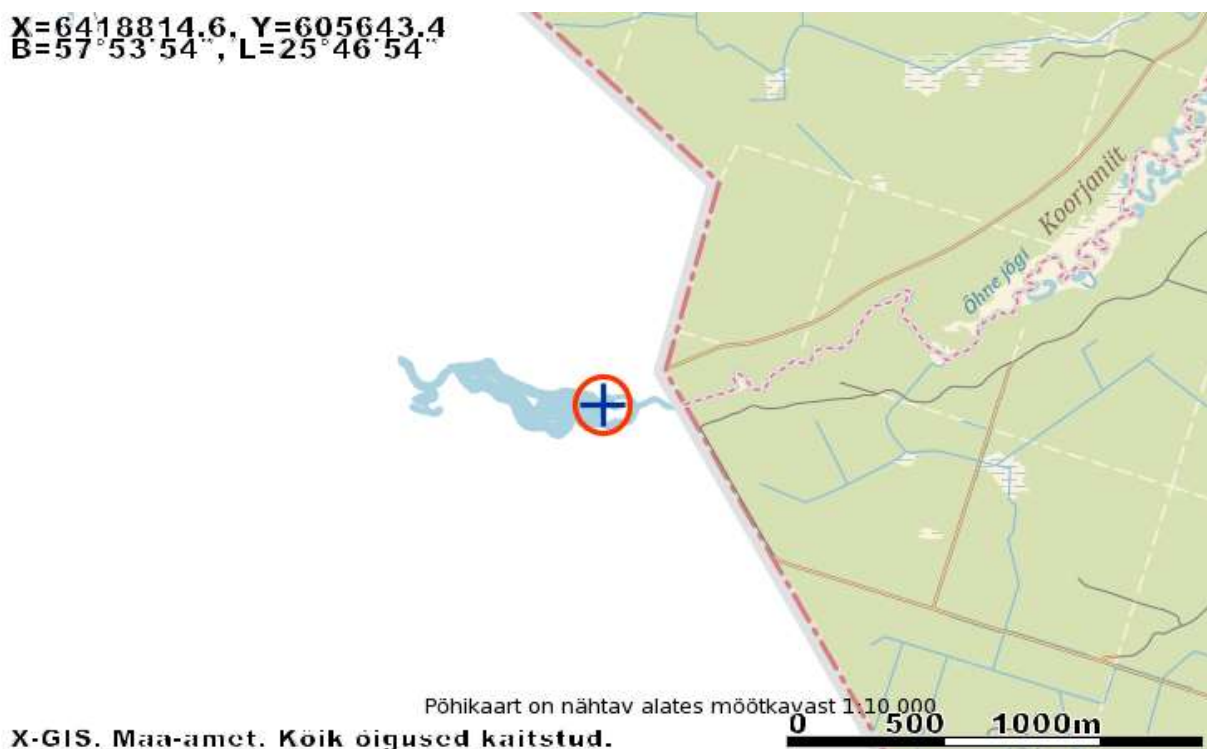 X=6418814.6, Y=605643.4
B=57°53'54", L=25°46'54"
Koorjaniit
Õhne jõgi
Põhikaart on nähtav alates mõõtkavast 1:10 000
0 500 1000m
X-GIS. Maa-amet. Kõik õigused kaitstud.